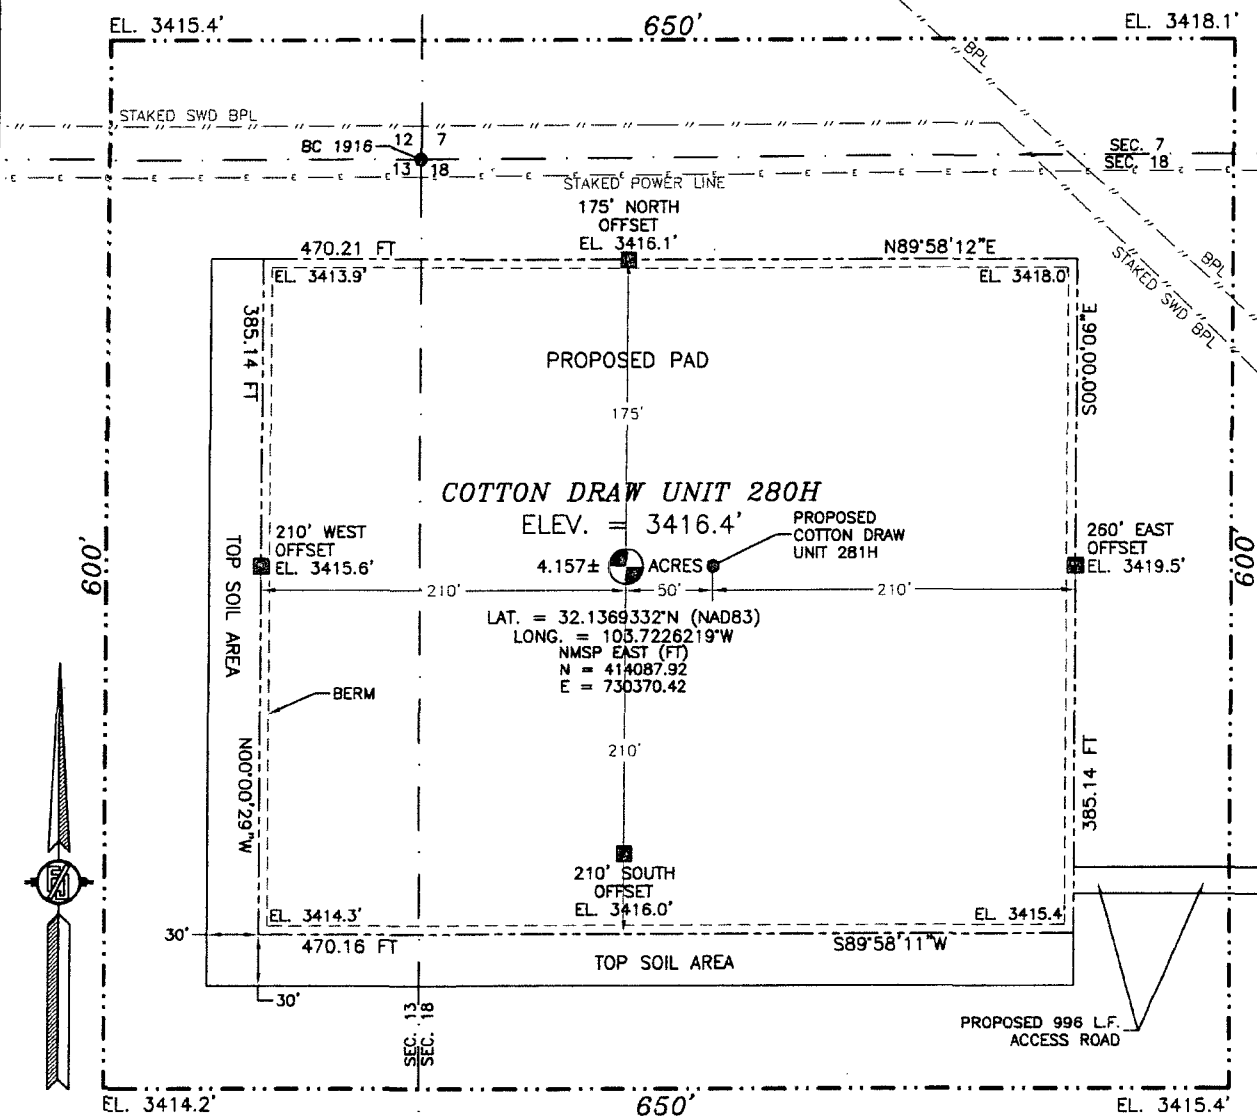 EL. 3415.4'
650'
EL. 3418.1'
BPL
STAKED SWD BPL
12 7
BC 1916
13 18
SEC. 7
SEC. 18
STAKED POWER LINE
175' NORTH
OFFSET
EL. 3416.1'
470.21 FT
N89°58'12"E
BPL
STAKED SWD BPL
EL. 3413.9'
EL. 3418.0'
385.14 FT
S00°00'06"E
PROPOSED PAD
175'
COTTON DRAW UNIT 280H
ELEV. = 3416.4'
PROPOSED
COTTON DRAW
UNIT 281H
210' WEST
OFFSET
EL. 3415.6'
4.157± ACRES
260' EAST
OFFSET
EL. 3419.5'
600'
600'
TOP SOIL AREA
210'
50'
210'
LAT. = 32.1369332°N (NAD83)
LONG. = 103.7226219°W
NMSP EAST (FT)
N = 414087.92
E = 730370.42
BERM
N00°00'29"W
210'
385.14 FT
210' SOUTH
OFFSET
EL. 3416.0'
EL. 3414.3'
EL. 3415.4'
30'
470.16 FT
S89°58'11"W
TOP SOIL AREA
30'
SEC. 13
SEC. 18
PROPOSED 996 L.F.
ACCESS ROAD
EL. 3414.2'
650'
EL. 3415.4'